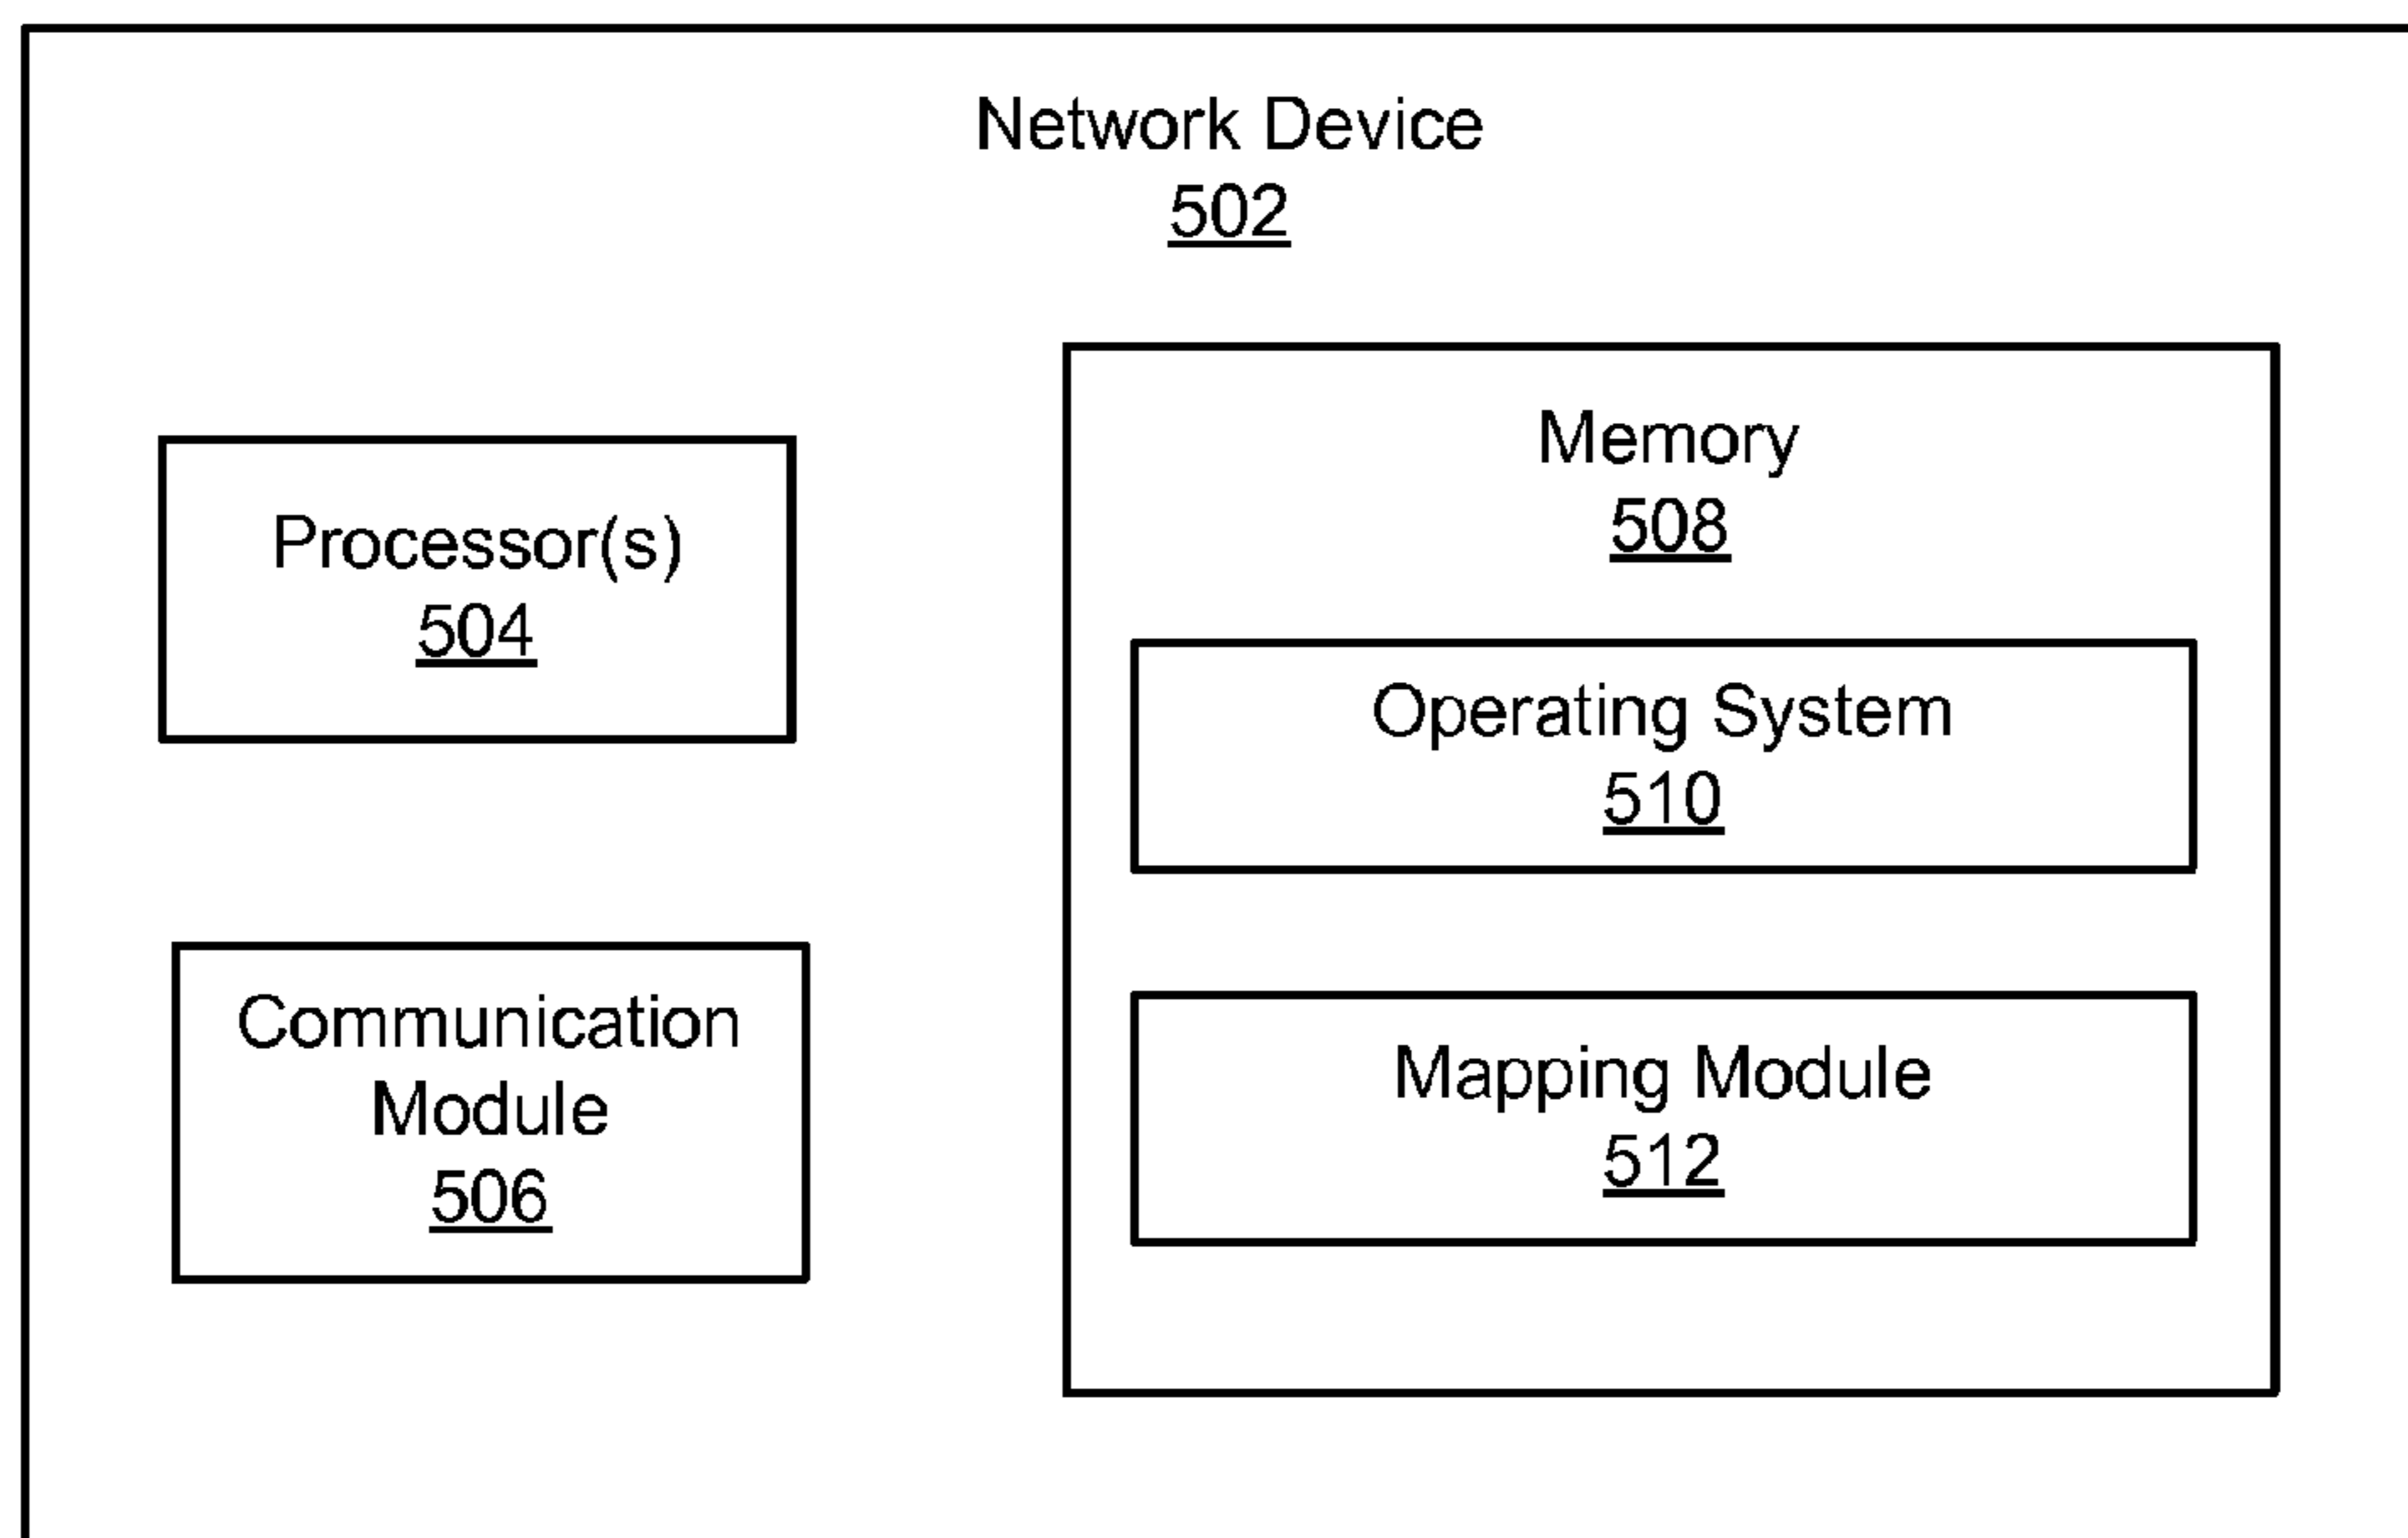 Network Device
502
Processor(s)
504
Communication
Module
506
Memory
508
Operating System
510
Mapping Module
512